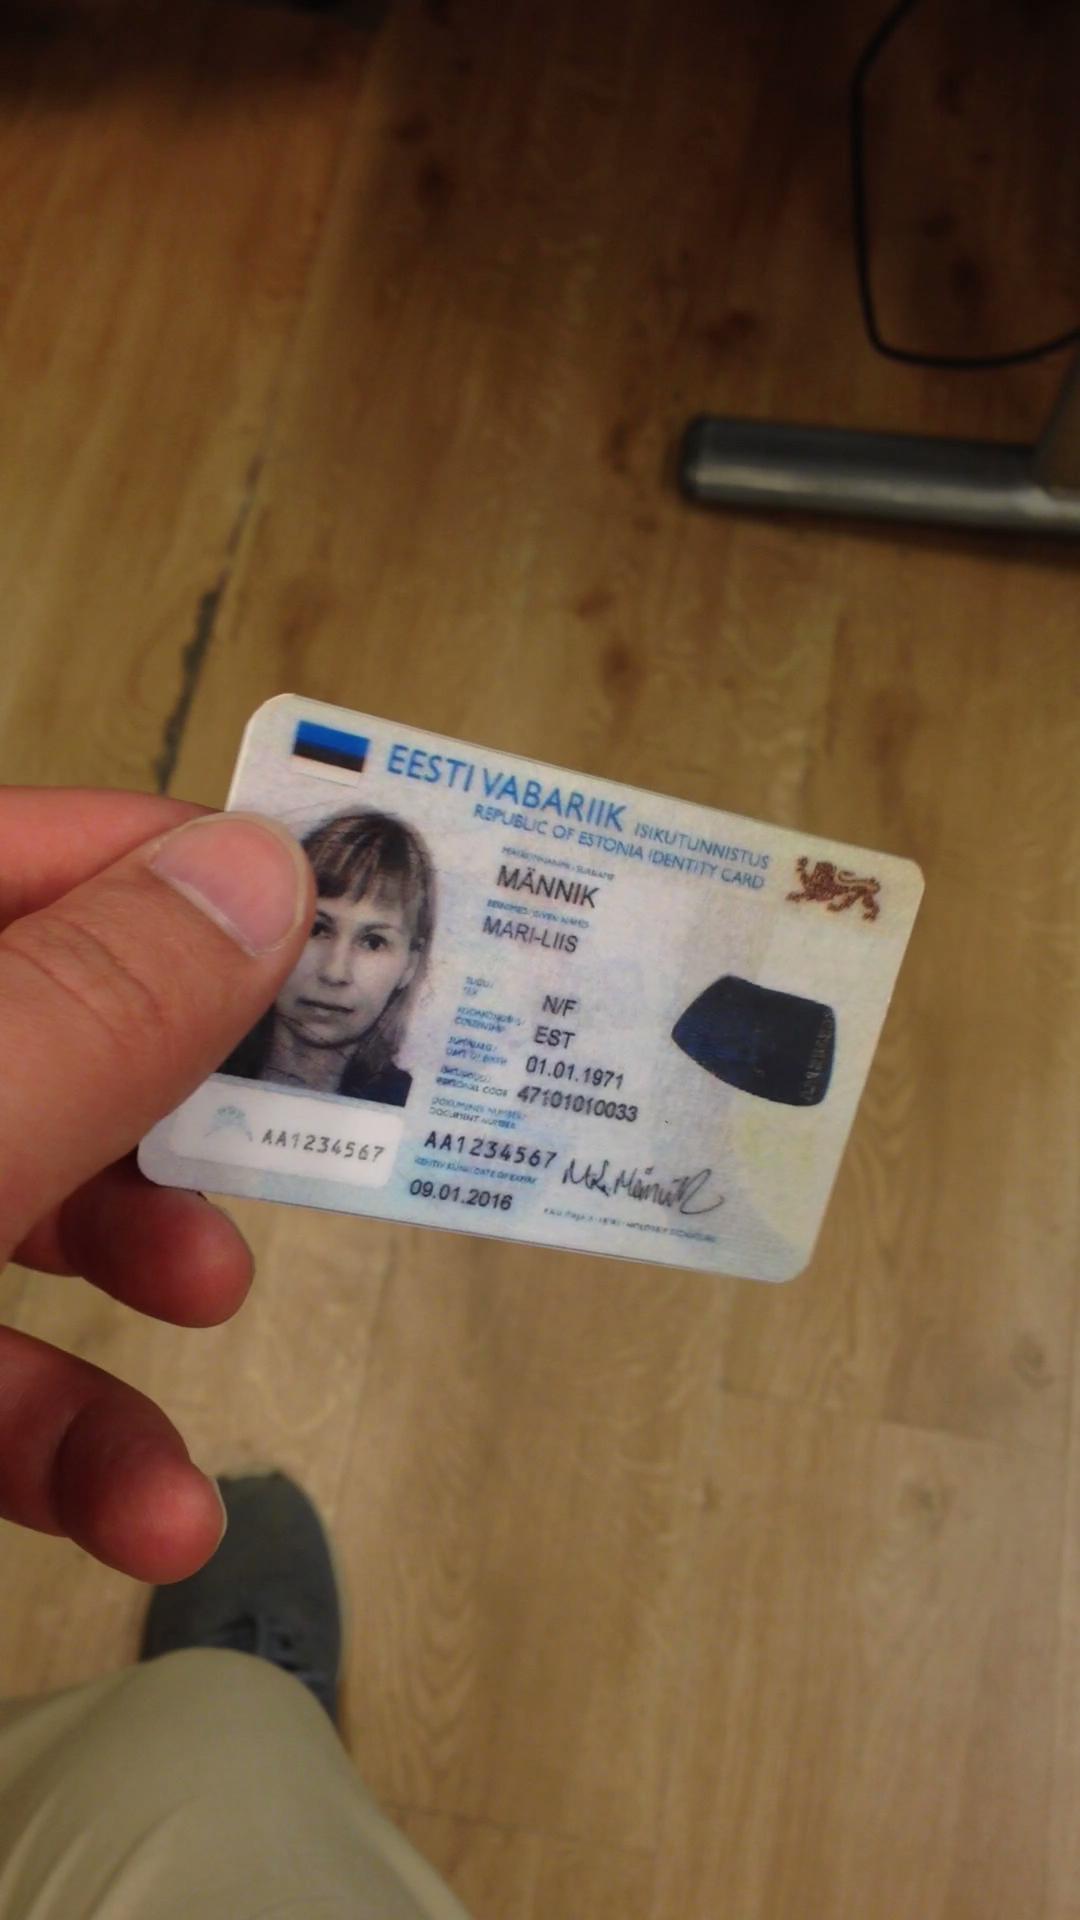 EESTI VABARIIK ISIKUTUNNISTUS
REPUBLIC OF ESTONIA IDENTITY CARD
PEREKONNANIMI / SURNAME
MÄNNIK
EESNIMED / GIVEN NAMES
MARI-LIIS
SUGU /
SEX
N/F
KODAKONDSUS /
CITIZENSHIP
EST
SÜNNIAEG /
DATE OF BIRTH
01.01.1971
ISIKUKOOD /
PERSONAL CODE
47101010033
DOKUMENDI NUMBER /
DOCUMENT NUMBER
AA1234567
AA1234567
KEHTIV KUNI / DATE OF EXPIRY
09.01.2016
M-L. Männik
HOLDER'S SIGNATURE